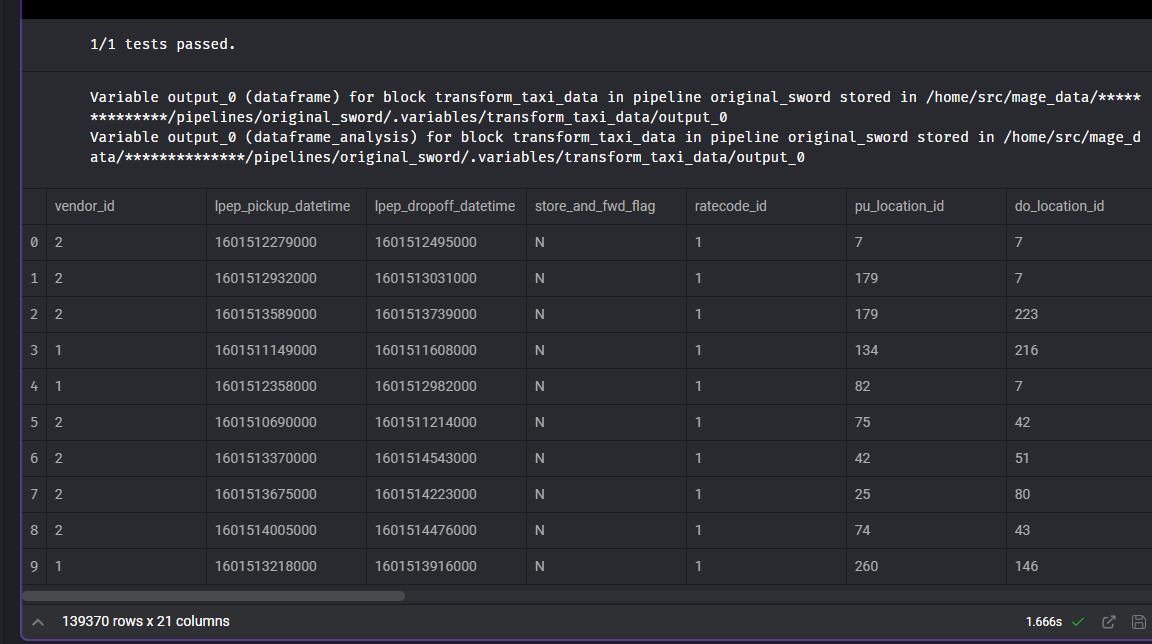 1/1 tests passed.
Variable output_0 (dataframe) for block transform_taxi_data in pipeline original_sword stored in /home/src/mage_data/*****
**************/pipelines/original_sword/.variables/transform_taxi_data/output_0
Variable output_0 (dataframe_analysis) for block transform_taxi_data in pipeline original_sword stored in /home/src/mage_d
ata/**************/pipelines/original_sword/.variables/transform_taxi_data/output_0
vendor_id lpep_pickup_datetime lpep_dropoff_datetime store_and_fwd_flag ratecode_id pu_location_id do_location_id
0 2 1601512279000 1601512495000 N 1 7 7
1 2 1601512932000 1601513031000 N 1 179 7
2 2 1601513589000 1601513739000 N 1 179 223
3 1 1601511149000 1601511608000 N 1 134 216
4 1 1601512358000 1601512982000 N 1 82 7
5 2 1601510690000 1601511214000 N 1 75 42
6 2 1601513370000 1601514543000 N 1 42 51
7 2 1601513675000 1601514223000 N 1 25 80
8 2 1601514005000 1601514476000 N 1 74 43
9 1 1601513218000 1601513916000 N 1 260 146
139370 rows x 21 columns 1.666s